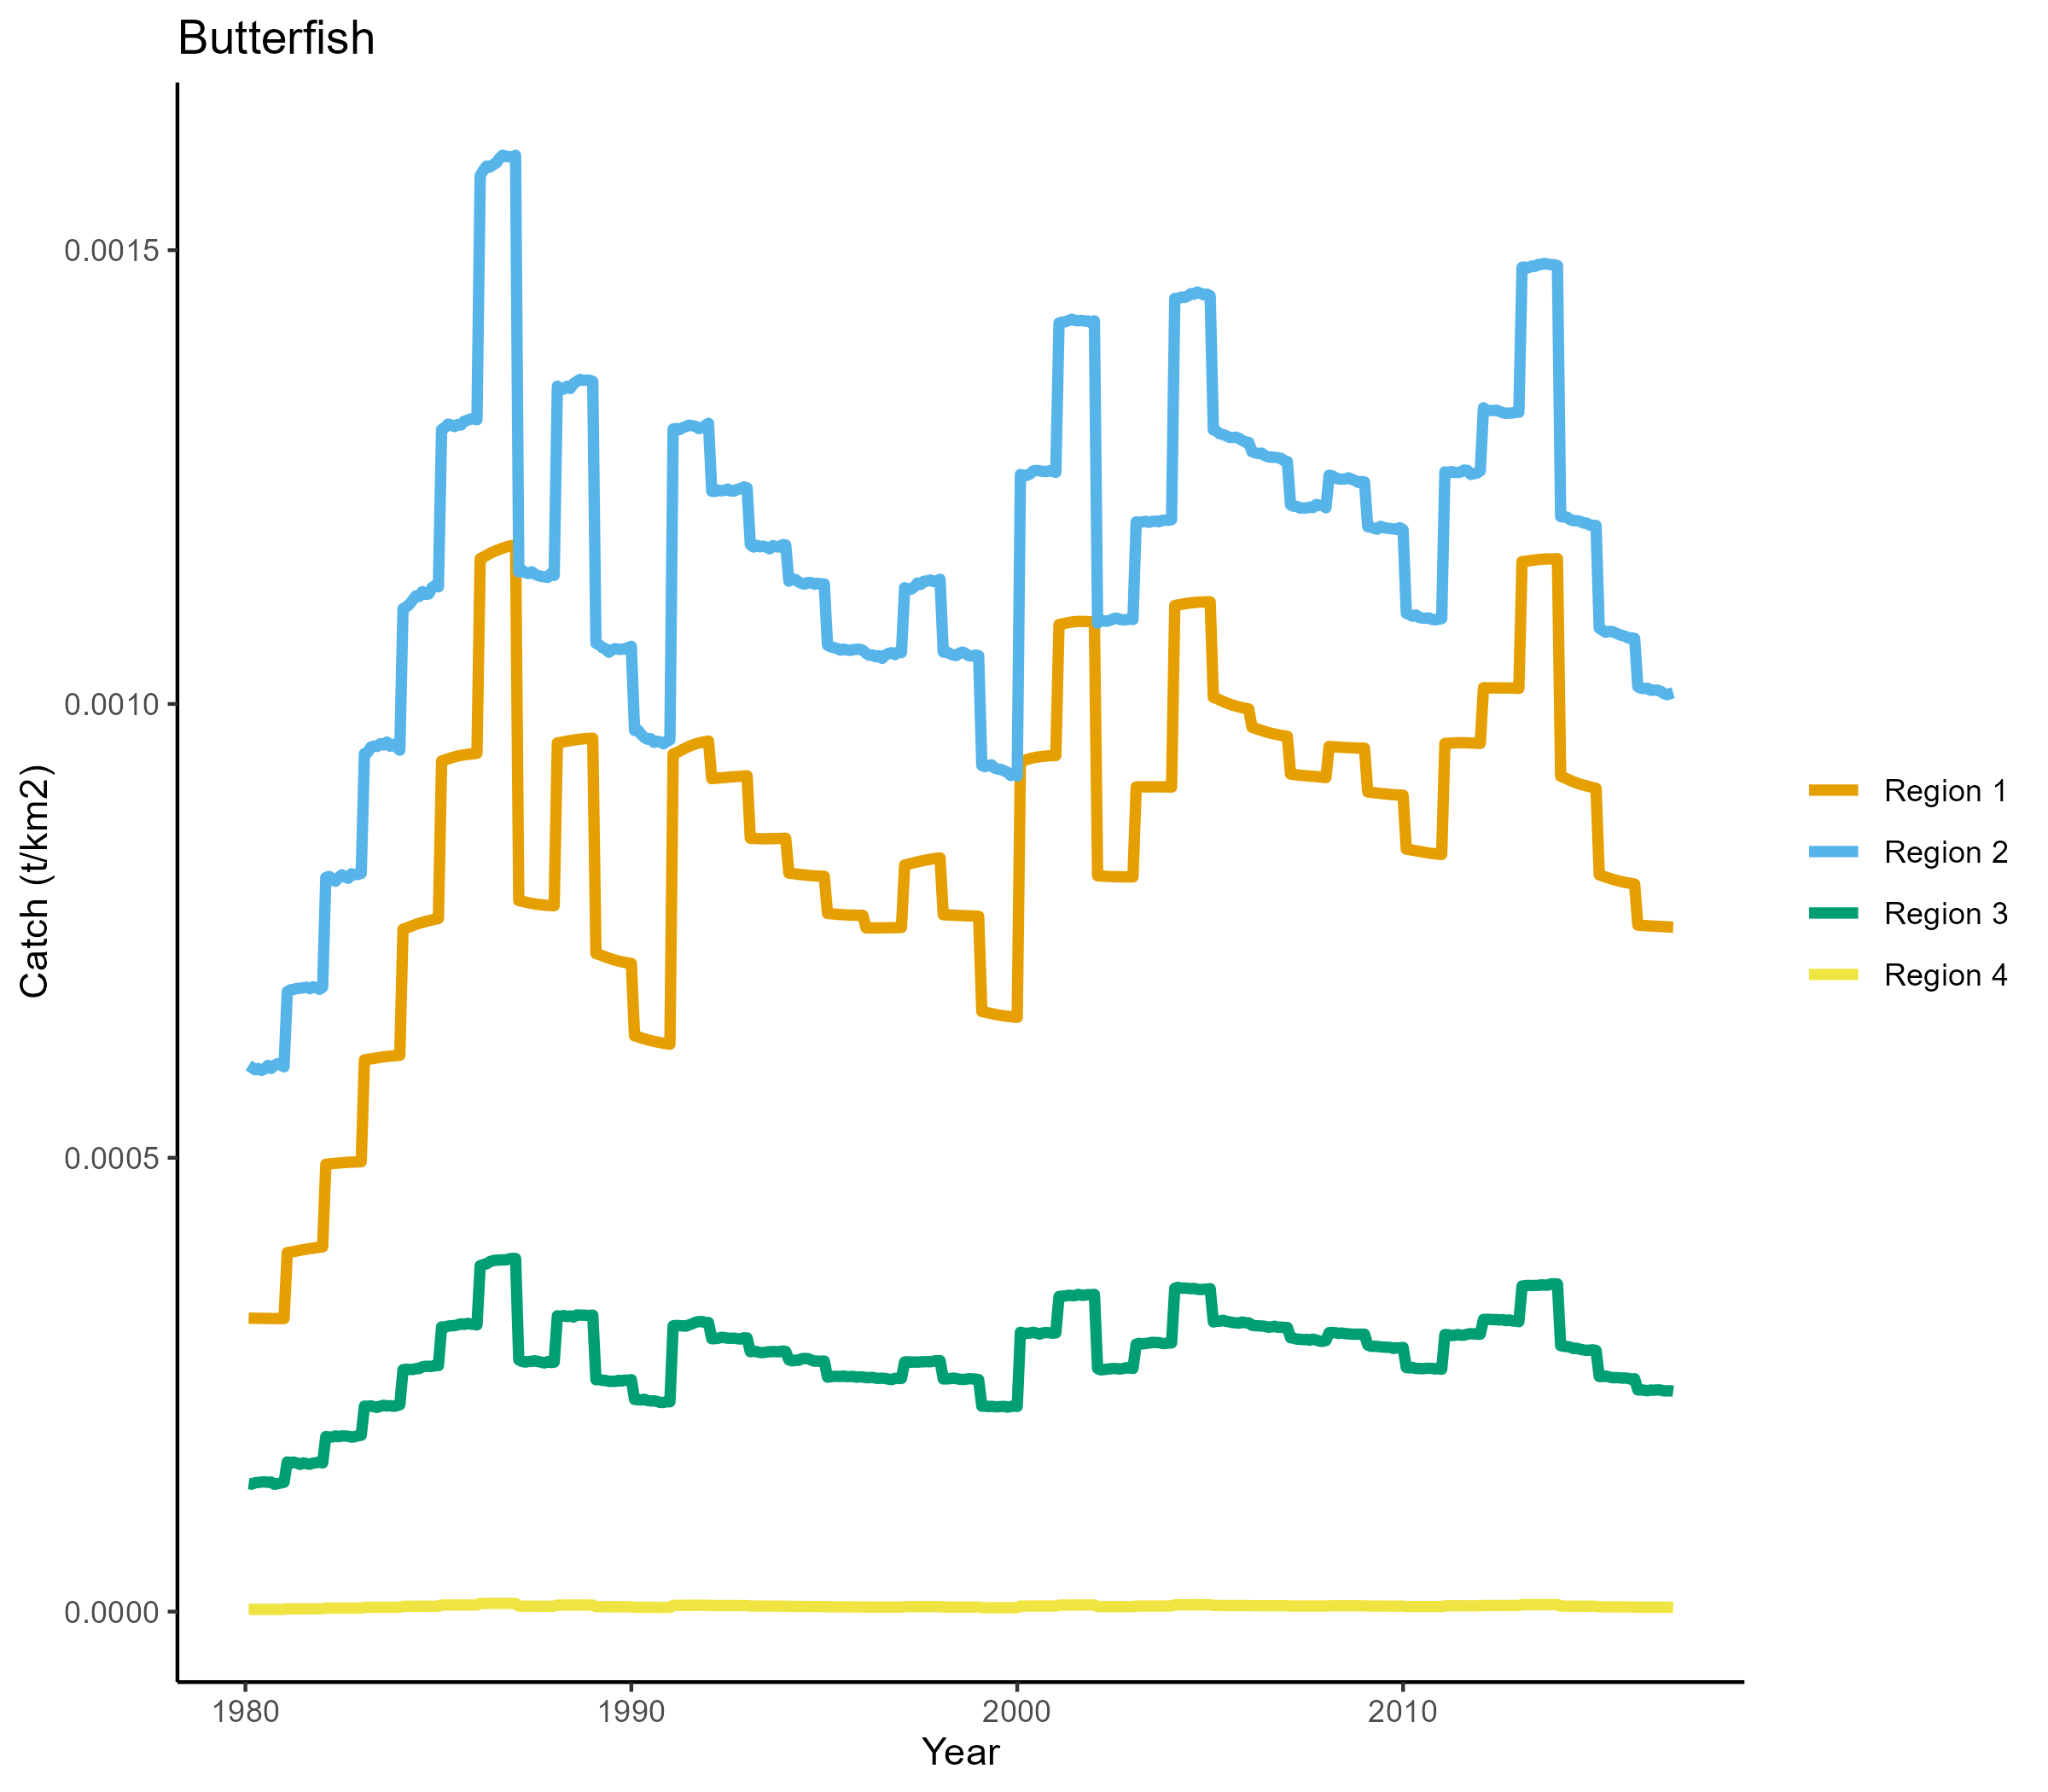 Butterfish
Catch (t/km2)
0.0015
0.0010
0.0005
0.0000
1980
1990
2000
2010
Year
Region 1
Region 2
Region 3
Region 4